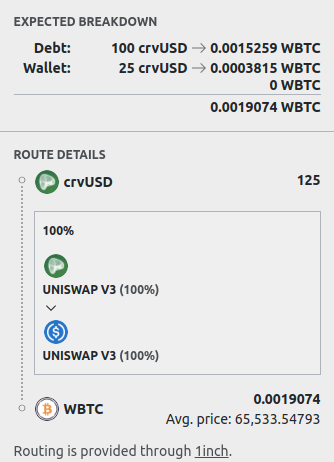 EXPECTED BREAKDOWN
Debt: 100 crvUSD → 0.0015259 WBTC
Wallet: 25 crvUSD → 0.0003815 WBTC
0 WBTC
0.0019074 WBTC
ROUTE DETAILS
crvUSD 125
100%
UNISWAP V3 (100%)
UNISWAP V3 (100%)
0.0019074
WBTC
Avg. price: 65,533.54793
Routing is provided through 1inch.